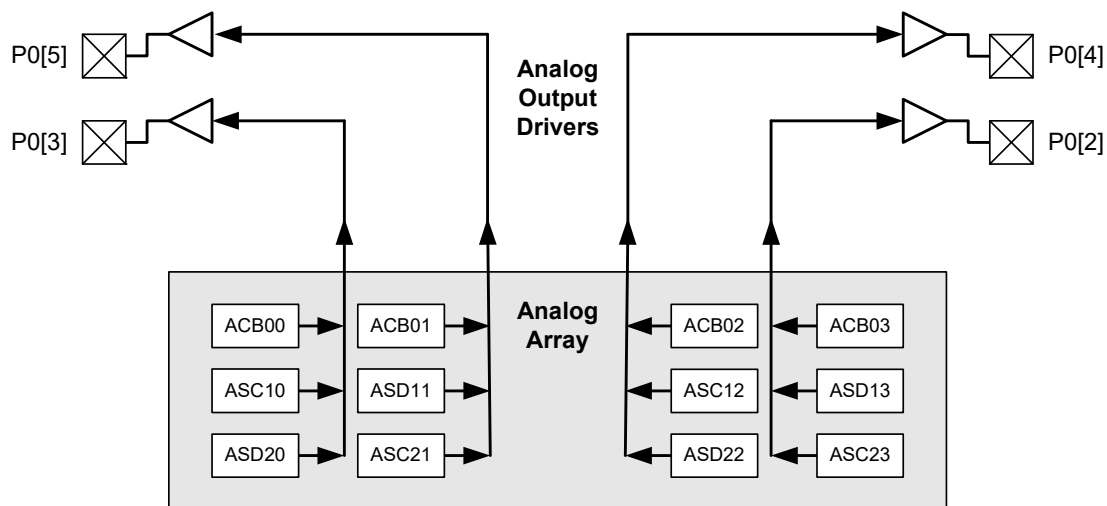 P0[5]
P0[4]
Analog
Output
Drivers
P0[3]
P0[2]
Analog
Array
ACB00
ACB01
ACB02
ACB03
ASC10
ASD11
ASC12
ASD13
ASD20
ASC21
ASD22
ASC23